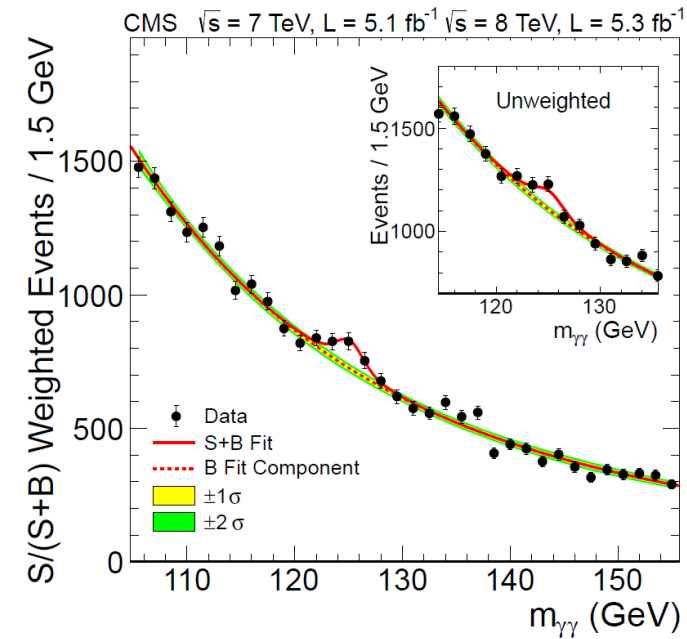 CMS √s = 7 TeV, L = 5.1 fb⁻¹ √s = 8 TeV, L = 5.3 fb⁻¹
S/(S+B) Weighted Events / 1.5 GeV
1500
1000
500
0
110 120 130 140 150
mγγ (GeV)
Data
S+B Fit
B Fit Component
±1σ
±2 σ
Unweighted
Events / 1.5 GeV
1500
1000
120 130
mγγ (GeV)